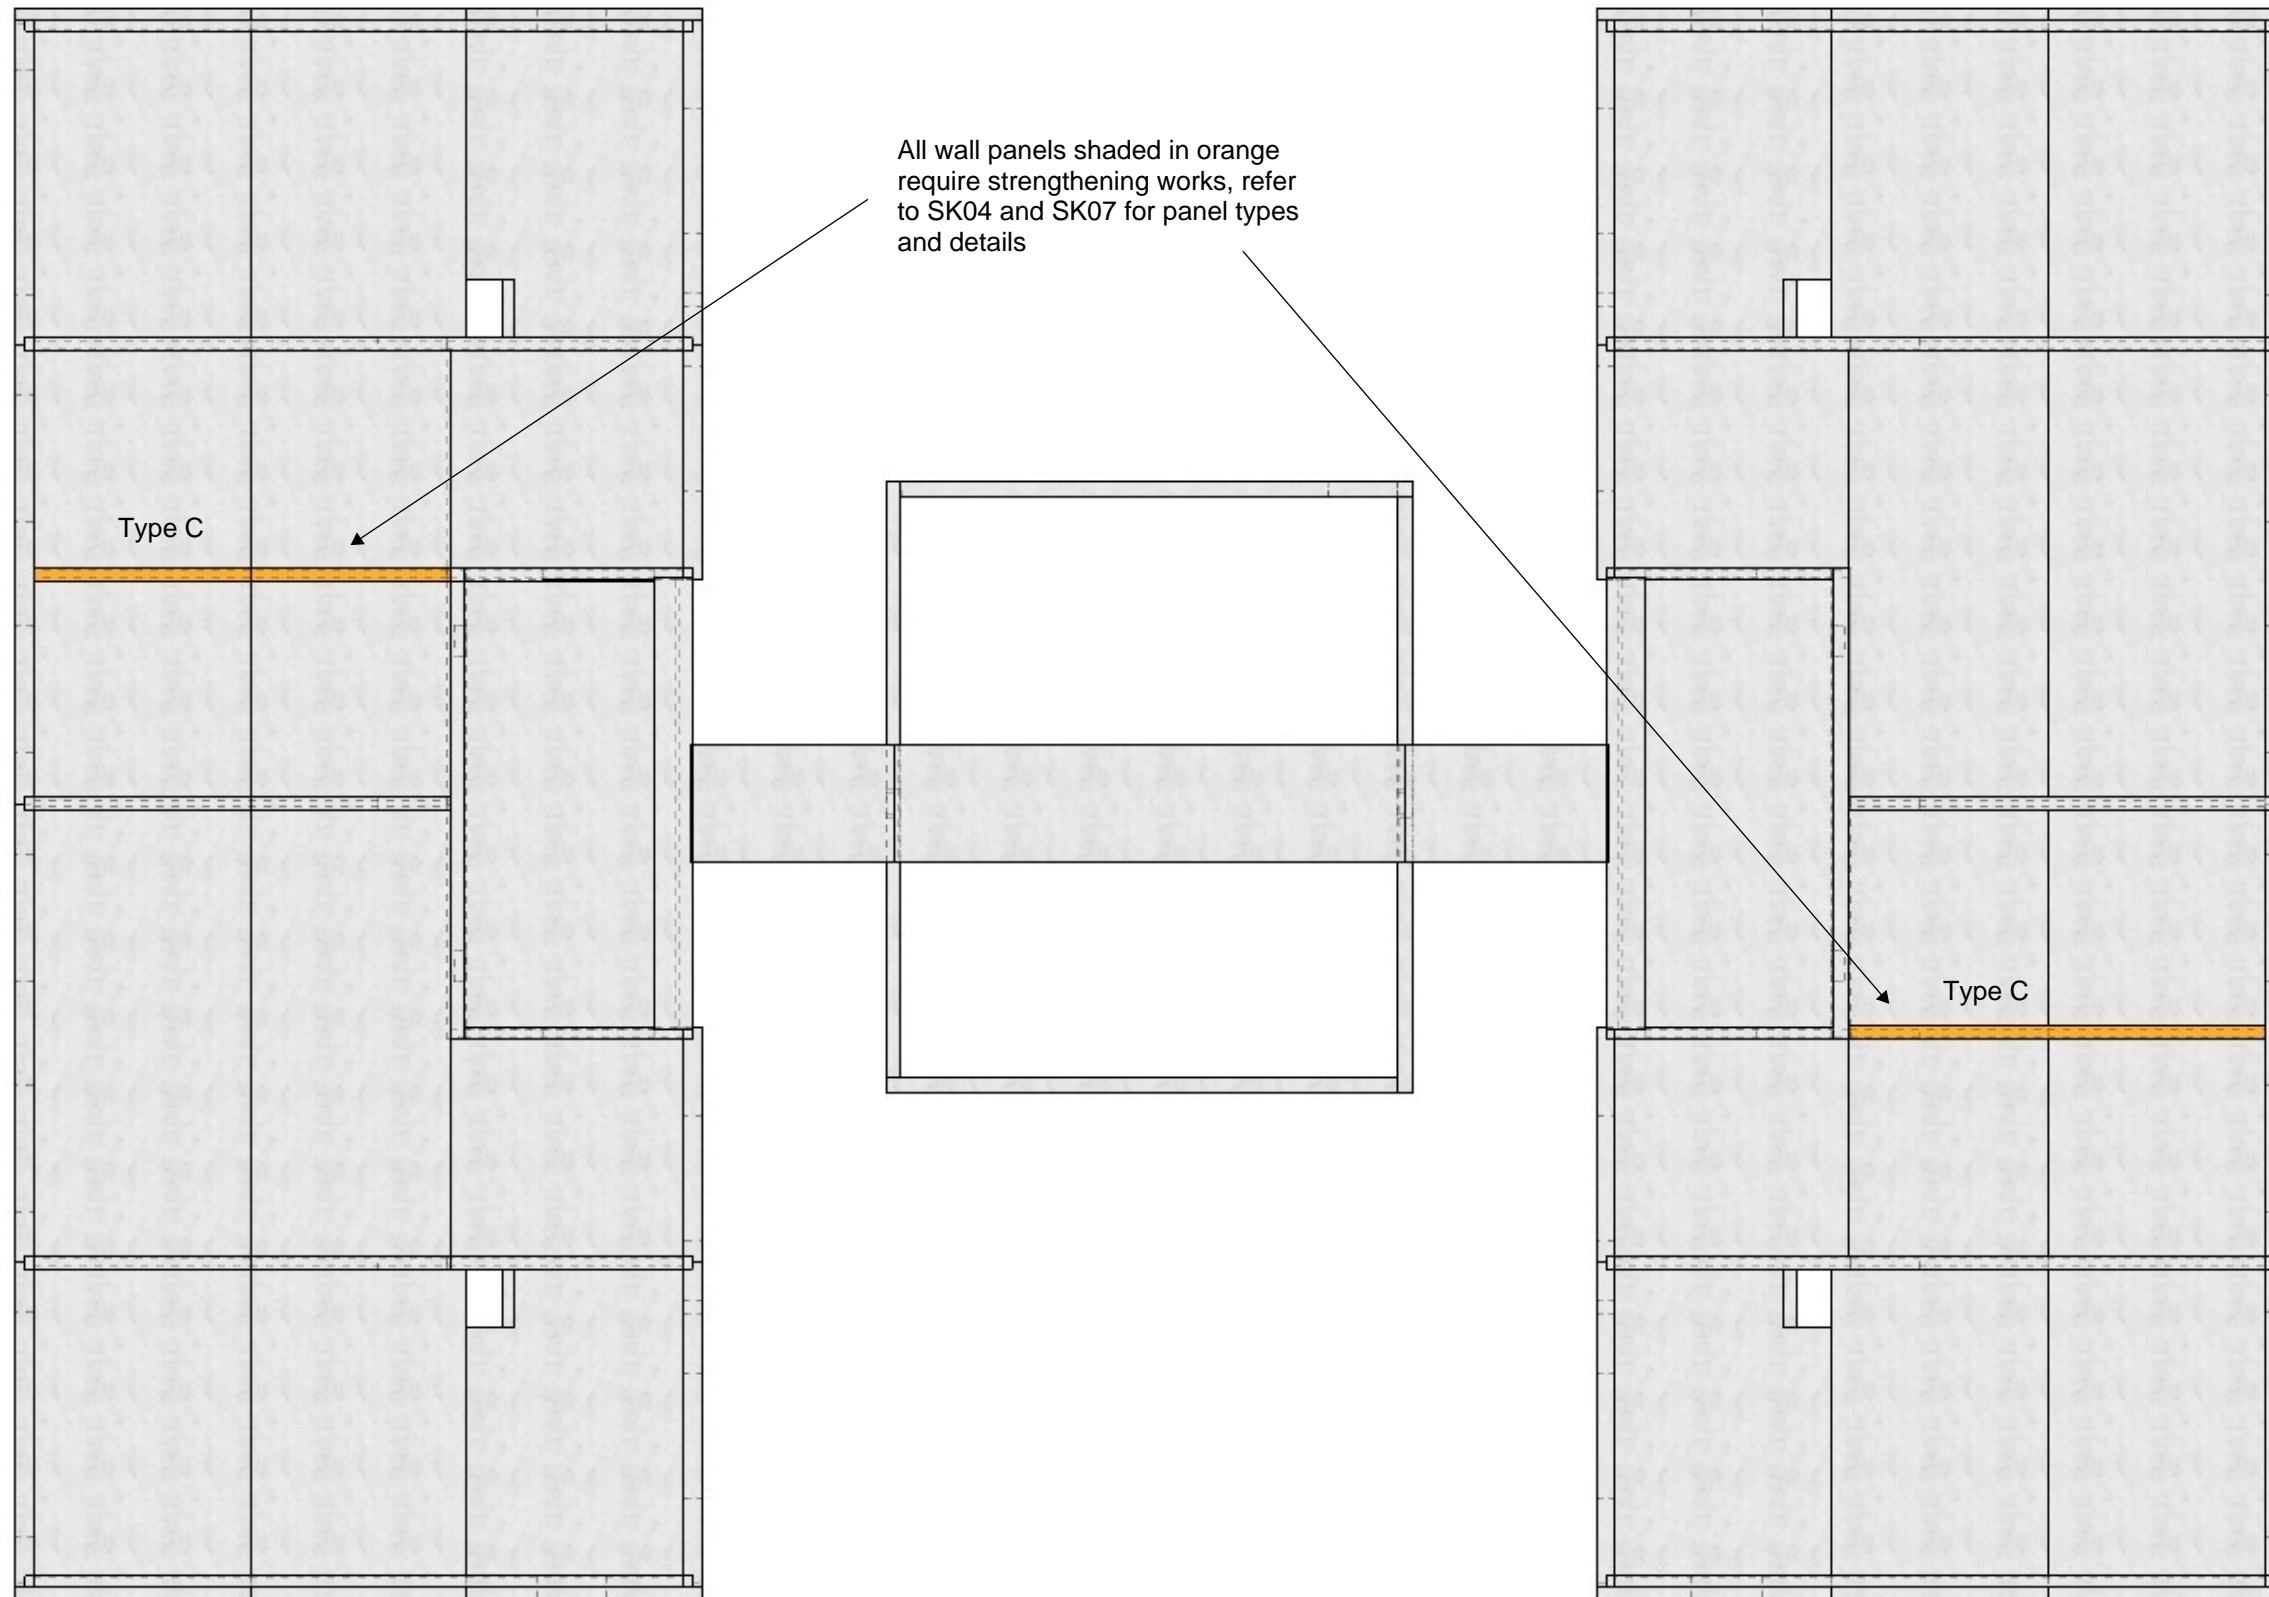 All wall panels shaded in orange
require strengthening works, refer
to SK04 and SK07 for panel types
and details
Type C
Type C